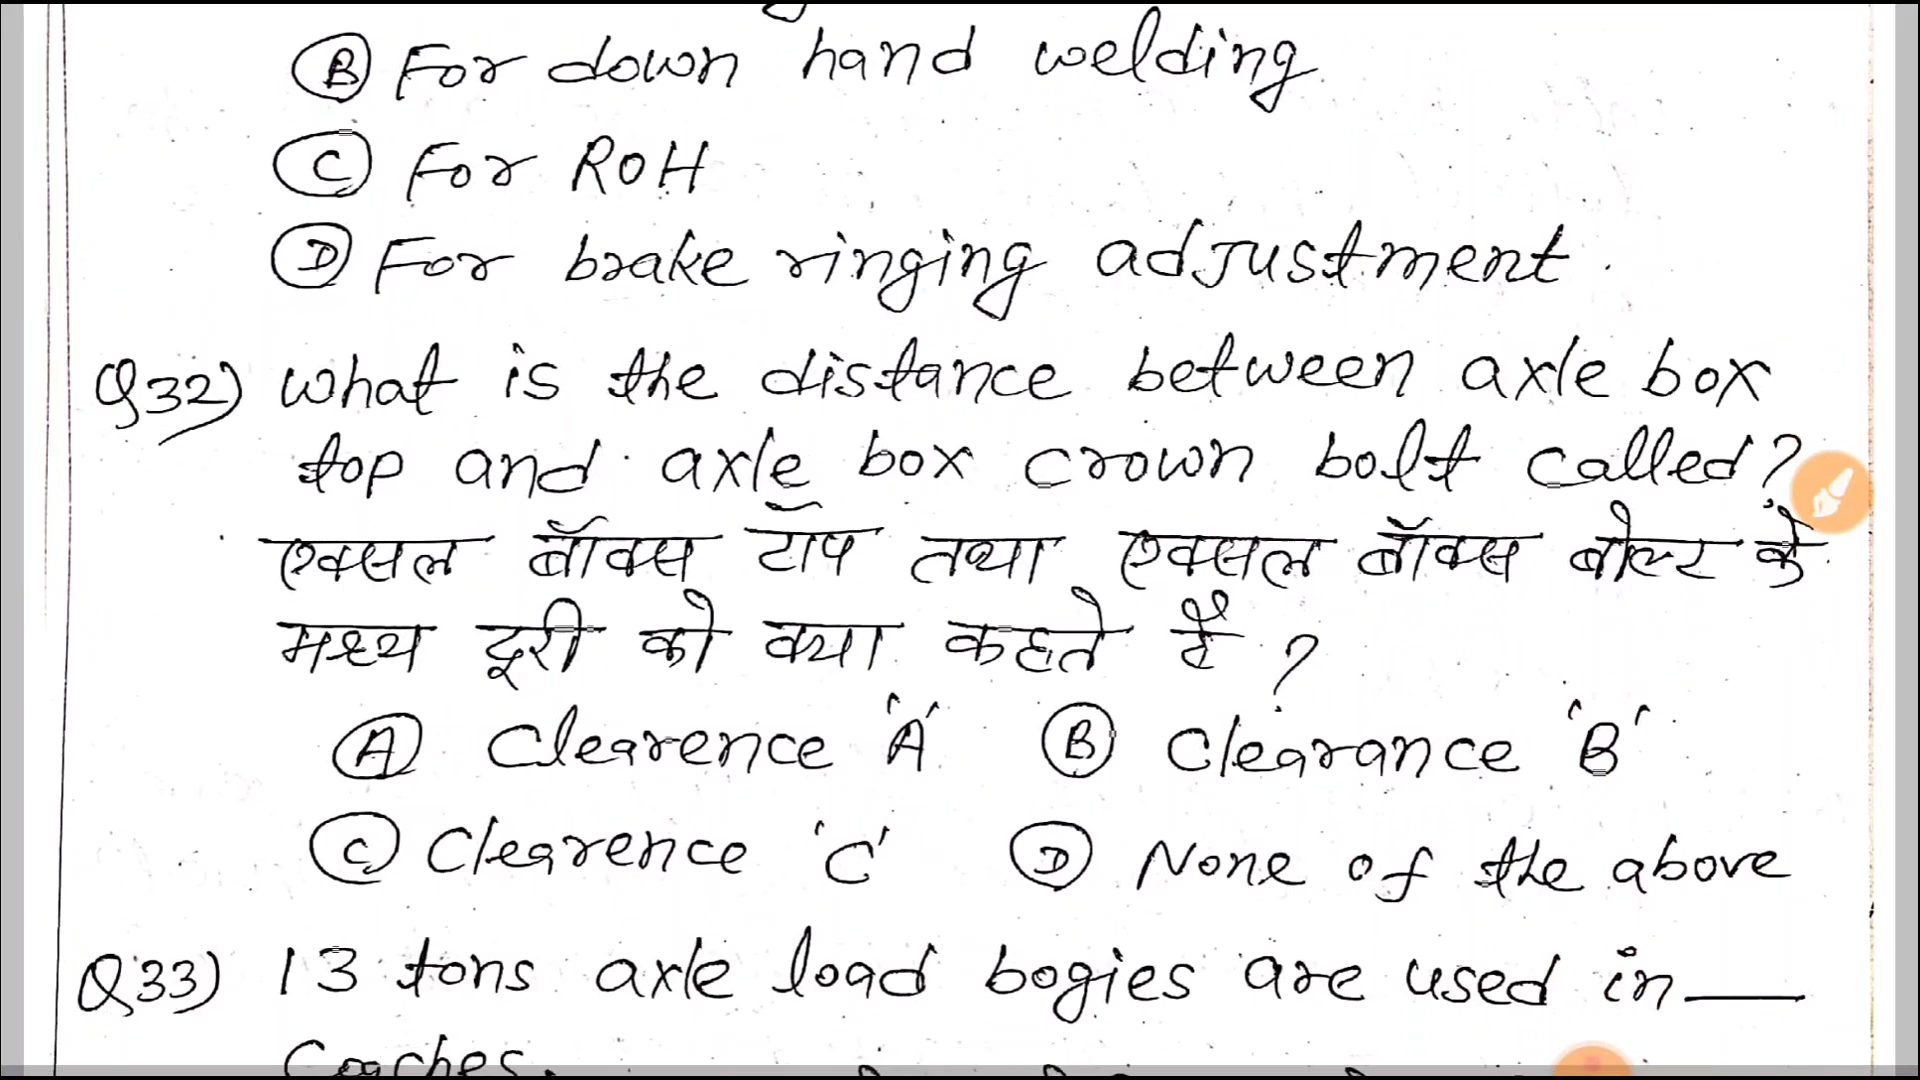 Ⓑ For down hand welding
Ⓒ For ROH
Ⓓ For brake ringing adjustment.
Q32) what is the distance between axle box
top and axle box crown bolt called?
एक्सल बॉक्स टॉप तथा एक्सल बॉक्स बोल्ट के
मध्य दूरी को क्या कहते है ?
Ⓐ Clearence 'A' Ⓑ Clearance 'B'
Ⓒ Clearence 'C' Ⓓ None of the above
Q33) 13 tons axle load bogies are used in ___
Coaches.